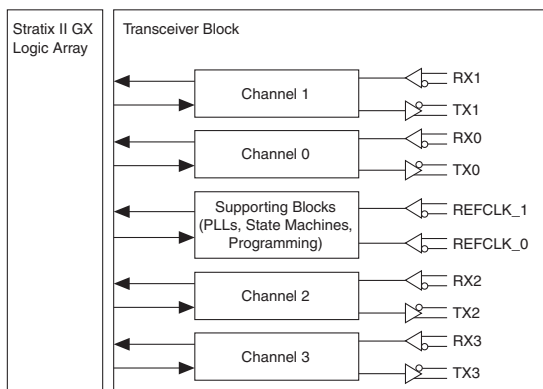 Stratix II GX
Logic Array
Transceiver Block
Channel 1
RX1
TX1
Channel 0
RX0
TX0
Supporting Blocks
(PLLs, State Machines,
Programming)
REFCLK_1
REFCLK_0
Channel 2
RX2
TX2
Channel 3
RX3
TX3